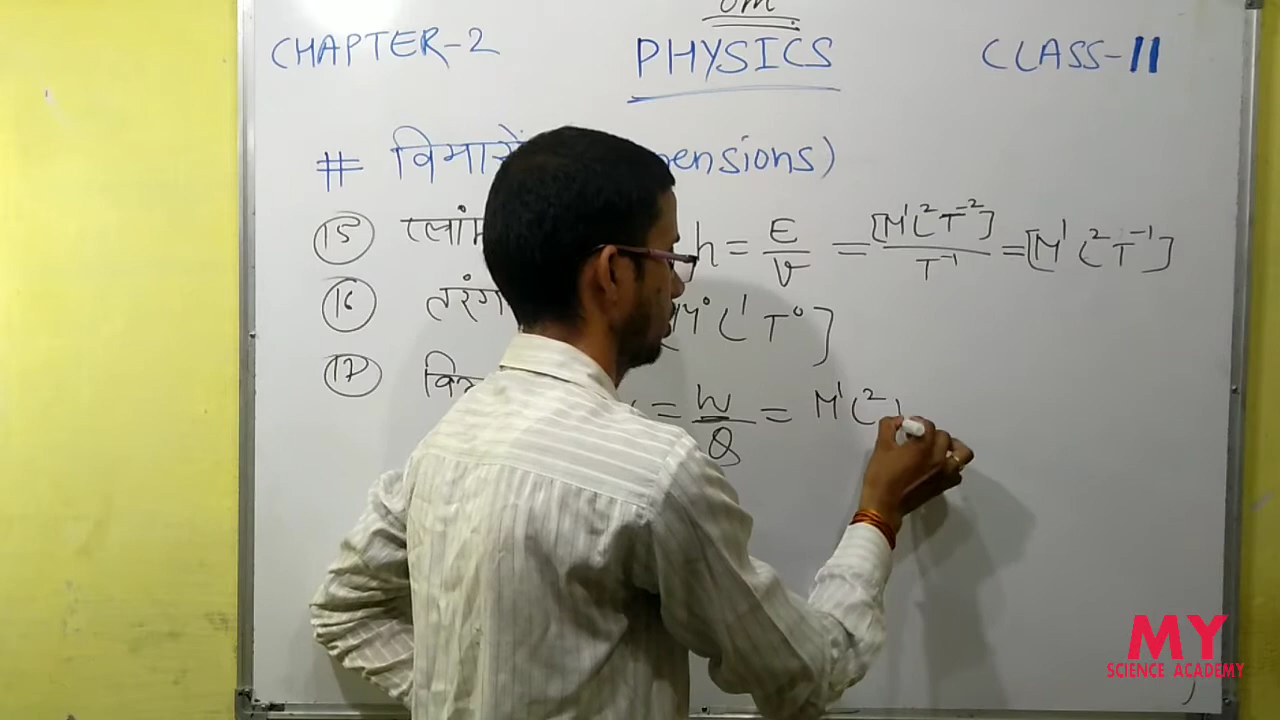 om
CHAPTER-2 PHYSICS CLASS-11
# (Dimensions)
(15) h = E/ν = [M¹L²T⁻²]/T⁻¹ = [M¹L²T⁻¹]
(16) तरंग M⁰L¹T⁰]
(17) = W/Q = M¹L²
MY
SCIENCE ACADEMY